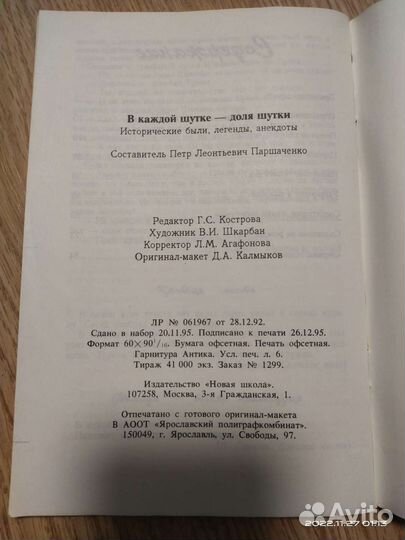 Содержание
В каждой шутке — доля шутки
Исторические были, легенды, анекдоты
Составитель Петр Леонтьевич Паршаченко
Редактор Г.С. Кострова
Художник В.И. Шкарбан
Корректор Л.М. Агафонова
Оригинал-макет Д.А. Калмыков
ЛР № 061967 от 28.12.92.
Сдано в набор 20.11.95. Подписано к печати 26.12.95.
Формат 60×90¹/₁₆. Бумага офсетная. Печать офсетная.
Гарнитура Антика. Усл. печ. л. 6.
Тираж 41 000 экз. Заказ № 1299.
Издательство «Новая школа».
107258, Москва, 3-я Гражданская, 1.
Отпечатано с готового оригинал-макета
В АООТ «Ярославский полиграфкомбинат».
150049, г. Ярославль, ул. Свободы, 97.
Avito
2022.11.27 01:13